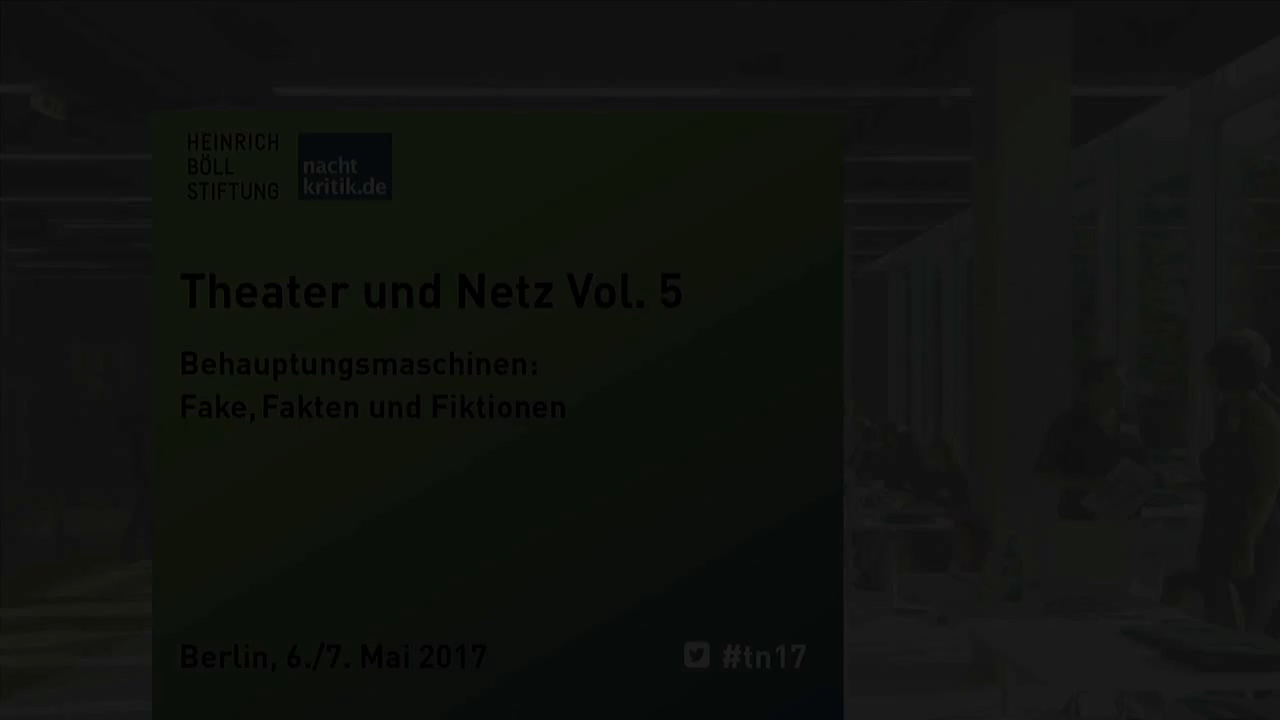 HEINRICH
BÖLL
STIFTUNG
nacht
kritik.de
Theater und Netz Vol. 5
Behauptungsmaschinen:
Fake, Fakten und Fiktionen
Berlin, 6./7. Mai 2017
#tn17